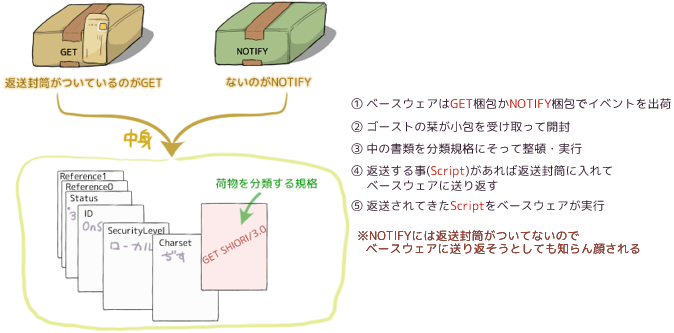 GET
NOTIFY
返送封筒がついているのがGET
ないのがNOTIFY
中身
荷物を分類する規格
Reference1
Reference0
Status
ID
OnS
SecurityLevel
ローカル
Charset
GET SHIORI/3.0
① ベースウェアはGET梱包かNOTIFY梱包でイベントを出荷
② ゴーストの栞が小包を受け取って開封
③ 中の書類を分類規格にそって整頓・実行
④ 返送する事(Script)があれば返送封筒に入れて
ベースウェアに送り返す
⑤ 返送されてきたScriptをベースウェアが実行
※NOTIFYには返送封筒がついてないので
ベースウェアに送り返そうとしても知らん顔される